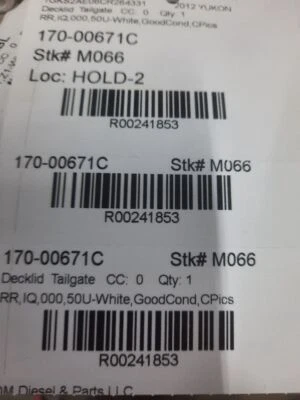 2012 YUKON
Decklid Tailgate CC: 0 Qty 1
RR,IQ,000,50U-White,GoodCond,CPics
170-00671C
Stk# M066
Loc: HOLD-2
R00241853
170-00671C Stk# M066
R00241853
170-00671C Stk# M066
Decklid Tailgate CC: 0 Qty: 1
RR,IQ,000,50U-White,GoodCond,CPics
R00241853
Diesel & Parts LLC